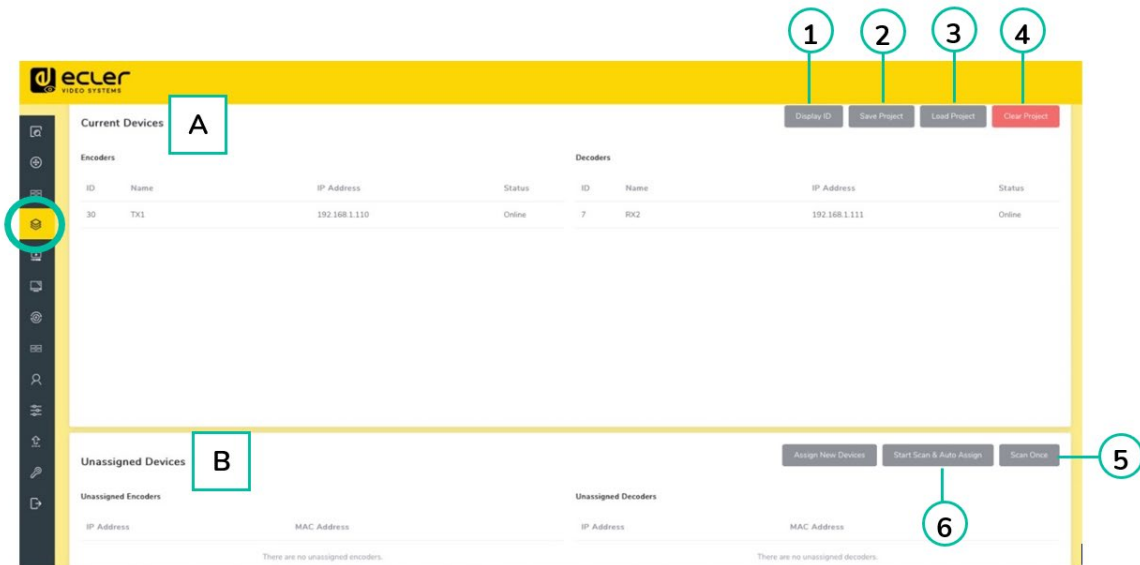 1 2 3 4
ecler
VIDEO SYSTEMS
Current Devices A Display ID Save Project Load Project Clear Project
Encoders Decoders
ID Name IP Address Status ID Name IP Address Status
30 TX1 192.168.1.110 Online 7 RX2 192.168.1.111 Online
Unassigned Devices B Assign New Devices Start Scan & Auto Assign Scan Once 5
Unassigned Encoders Unassigned Decoders
IP Address MAC Address IP Address MAC Address
6
There are no unassigned encoders. There are no unassigned decoders.